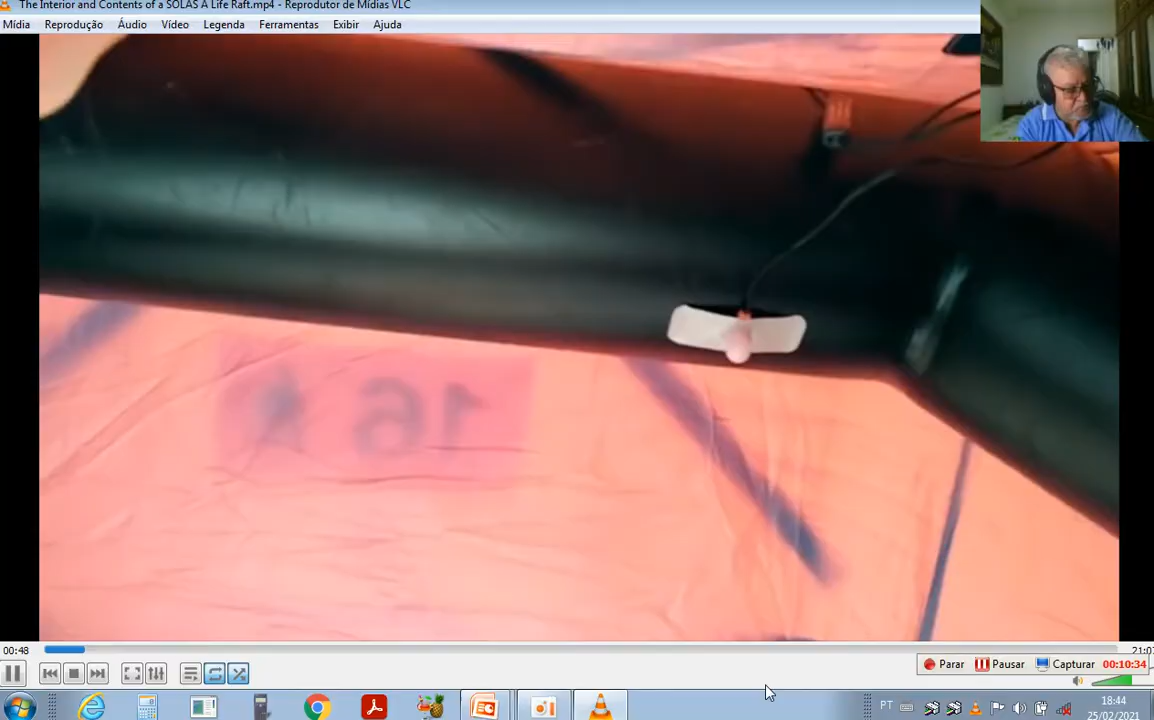 The Interior and Contents of a SOLAS A Life Raft.mp4 - Reprodutor de Mídias VLC
Mídia Reprodução Áudio Vídeo Legenda Ferramentas Exibir Ajuda
16
00:48
21:07
Parar Pausar Capturar 00:10:34
PT
18:44
25/02/2021